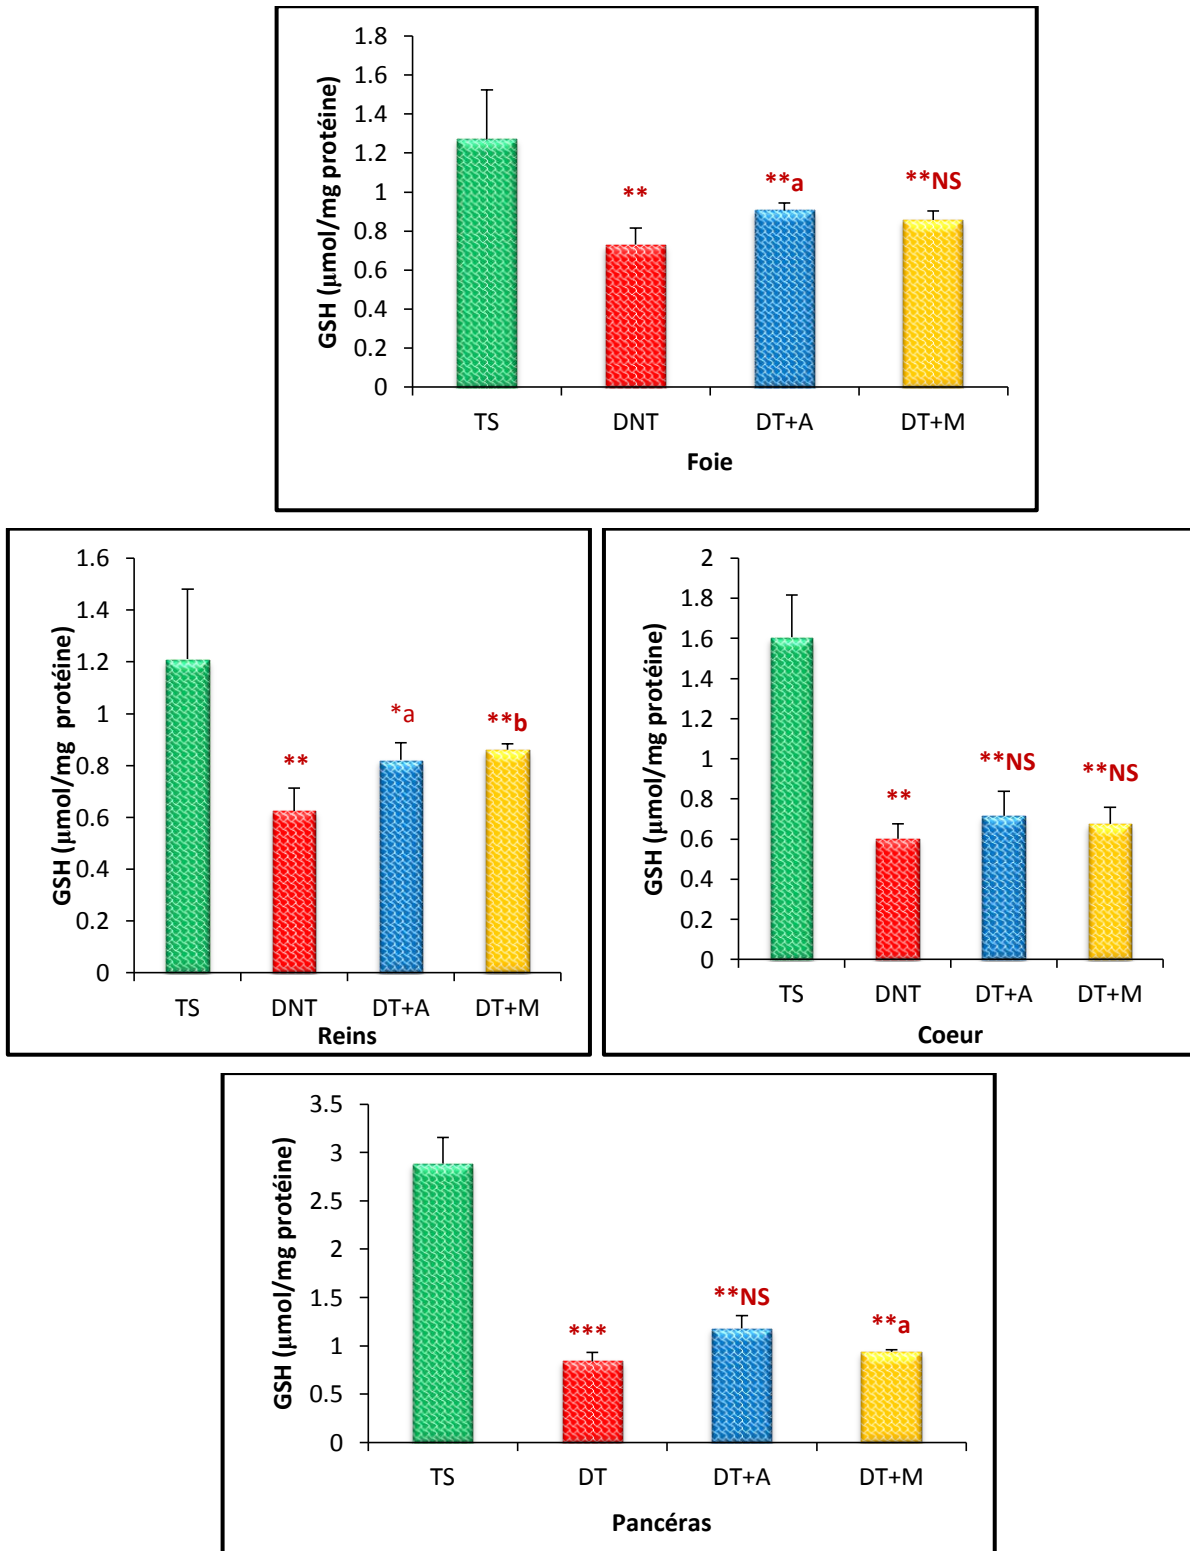 GSH (µmol/mg protéine)
1.8
1.6
1.4
1.2
1
0.8
0.6
0.4
0.2
0
**
**a
**NS
TS DNT DT+A DT+M
Foie
GSH (µmol/mg protéine)
1.6
1.4
1.2
1
0.8
0.6
0.4
0.2
0
**
*a
**b
TS DNT DT+A DT+M
Reins
GSH (µmol/mg protéine)
2
1.8
1.6
1.4
1.2
1
0.8
0.6
0.4
0.2
0
**
**NS
**NS
TS DNT DT+A DT+M
Coeur
GSH (µmol/mg protéine)
3.5
3
2.5
2
1.5
1
0.5
0
***
**NS
**a
TS DT DT+A DT+M
Pancéras